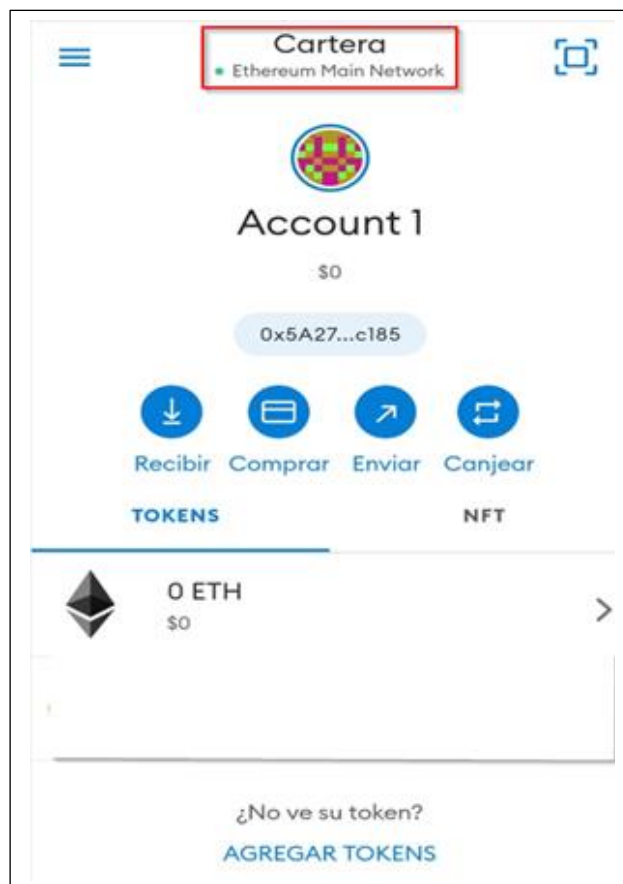 Cartera
Ethereum Main Network
Account 1
$0
0x5A27...c185
Recibir Comprar Enviar Canjear
TOKENS NFT
0 ETH
$0
¿No ve su token?
AGREGAR TOKENS